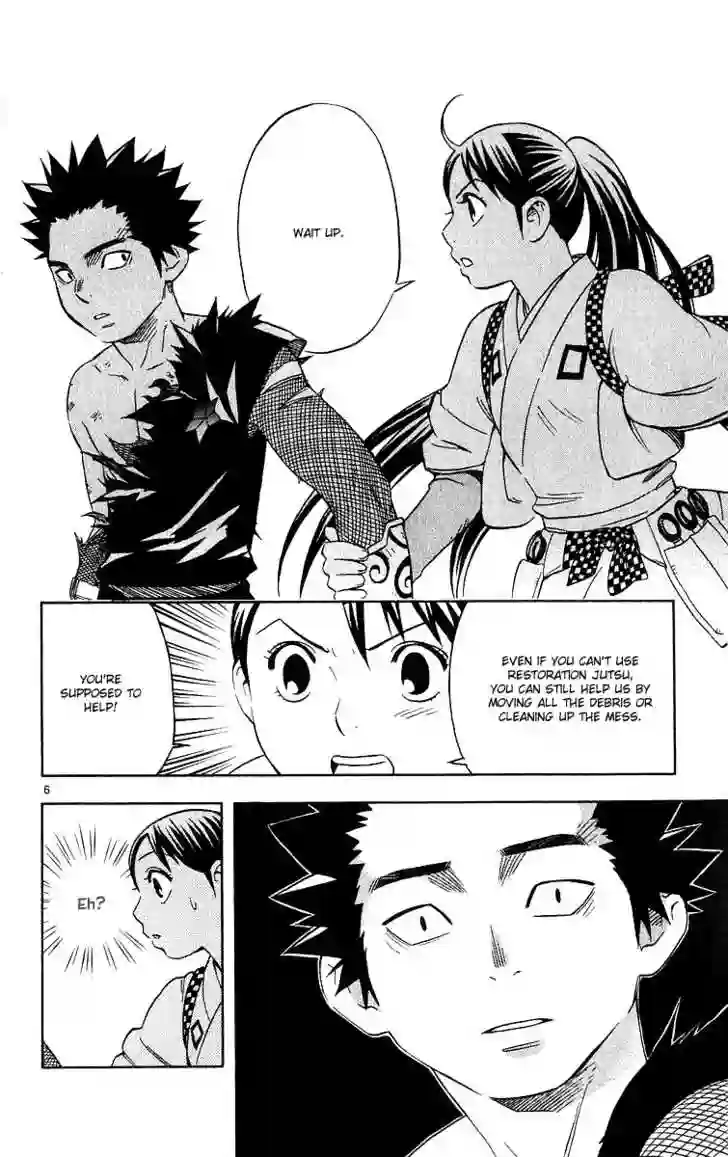 WAIT UP.
YOU'RE
SUPPOSED TO
HELP!
EVEN IF YOU CAN'T USE
RESTORATION JUTSU,
YOU CAN STILL HELP US BY
MOVING ALL THE DEBRIS OR
CLEANING UP THE MESS.
6
Eh?